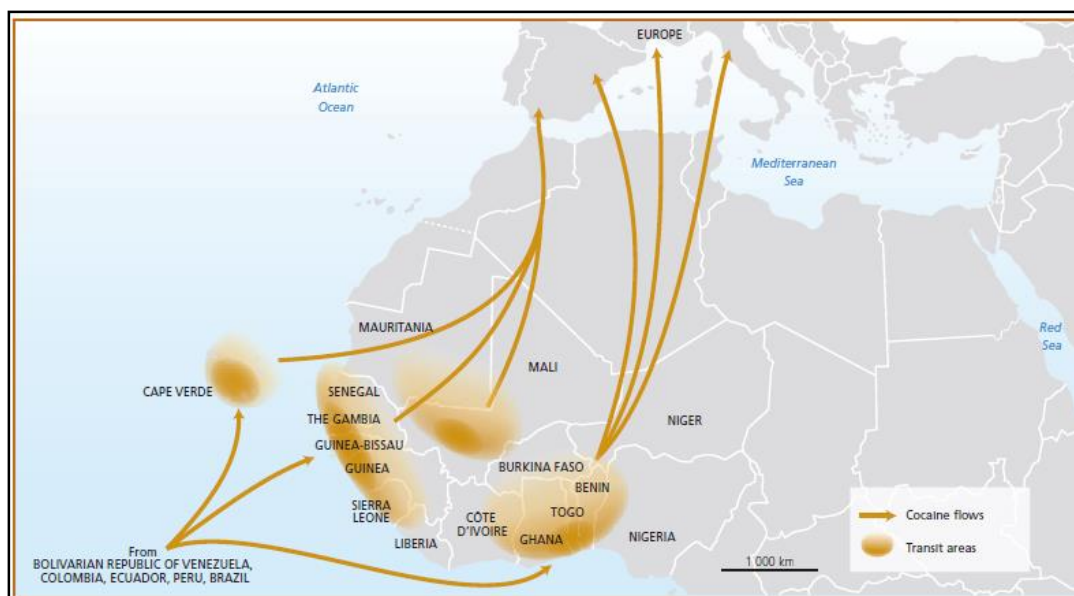 EUROPE
Atlantic
Ocean
Mediterranean
Sea
Red
Sea
MAURITANIA
MALI
CAPE VERDE
SENEGAL
THE GAMBIA
NIGER
GUINEA-BISSAU
GUINEA
BURKINA FASO
BENIN
SIERRA
LEONE
CÔTE
D'IVOIRE
TOGO
GHANA
LIBERIA
NIGERIA
From
BOLIVARIAN REPUBLIC OF VENEZUELA,
COLOMBIA, ECUADOR, PERU, BRAZIL
Cocaine flows
Transit areas
1 000 km